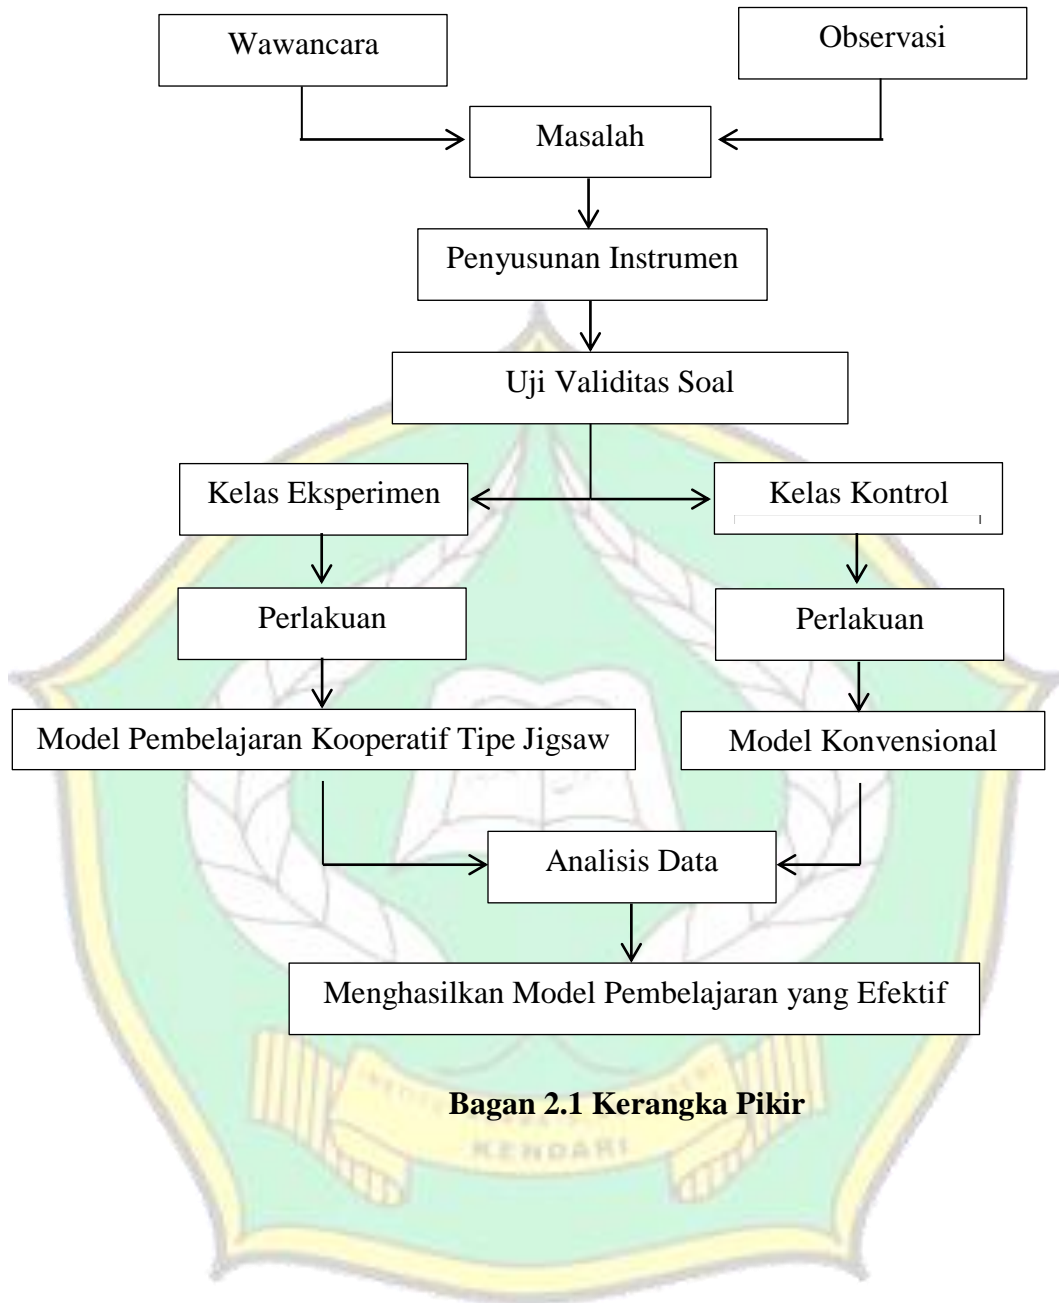 Wawancara
Observasi
Masalah
Penyusunan Instrumen
Uji Validitas Soal
Kelas Eksperimen
Kelas Kontrol
Perlakuan
Perlakuan
Model Pembelajaran Kooperatif Tipe Jigsaw
Model Konvensional
Analisis Data
Menghasilkan Model Pembelajaran yang Efektif
Bagan 2.1 Kerangka Pikir
KENDARI